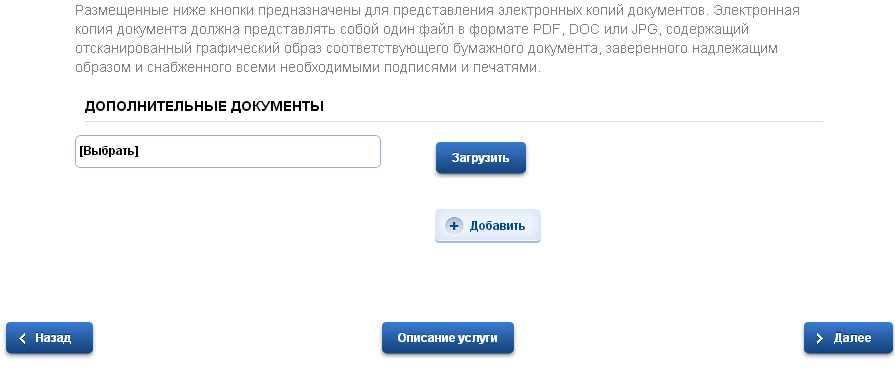 Размещенные ниже кнопки предназначены для представления электронных копий документов. Электронная
копия документа должна представлять собой один файл в формате PDF, DOC или JPG, содержащий
отсканированный графический образ соответствующего бумажного документа, заверенного надлежащим
образом и снабженного всеми необходимыми подписями и печатями.
ДОПОЛНИТЕЛЬНЫЕ ДОКУМЕНТЫ
[Выбрать]
Загрузить
Добавить
Назад
Описание услуги
Далее